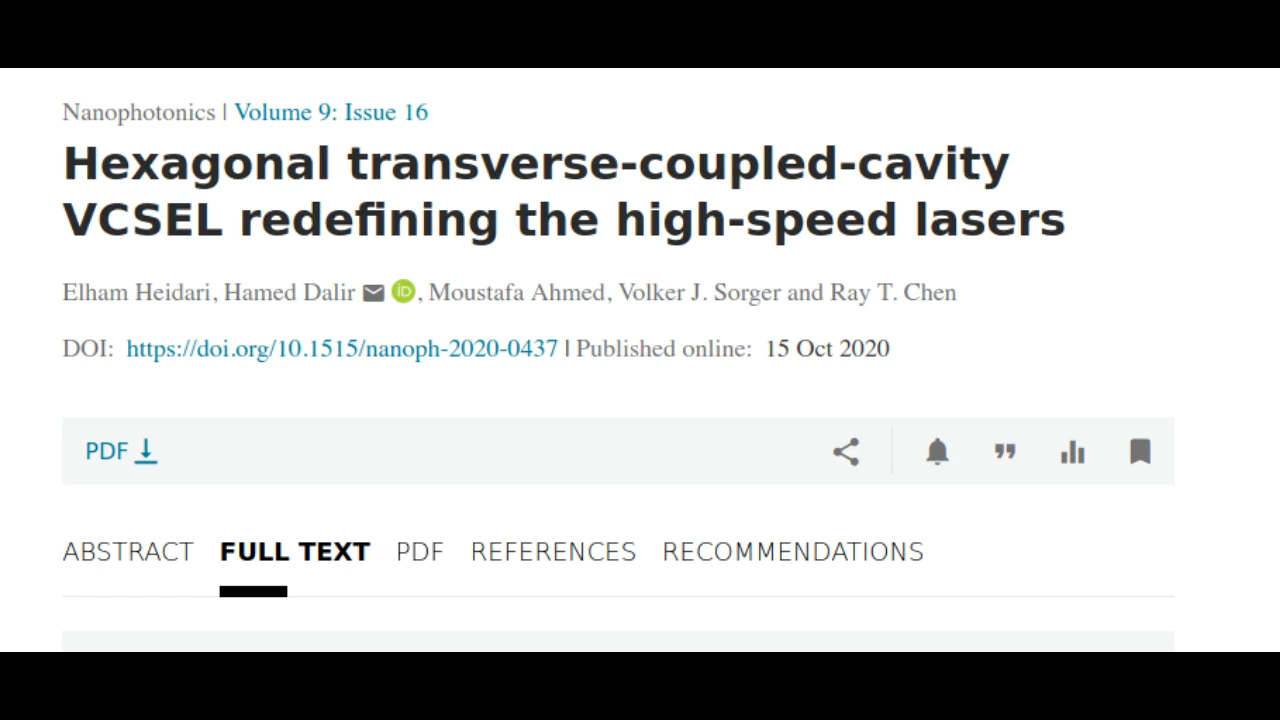 Nanophotonics | Volume 9: Issue 16
Hexagonal transverse-coupled-cavity
VCSEL redefining the high-speed lasers
Elham Heidari, Hamed Dalir iD, Moustafa Ahmed, Volker J. Sorger and Ray T. Chen
DOI: https://doi.org/10.1515/nanoph-2020-0437 | Published online: 15 Oct 2020
PDF
ABSTRACT FULL TEXT PDF REFERENCES RECOMMENDATIONS